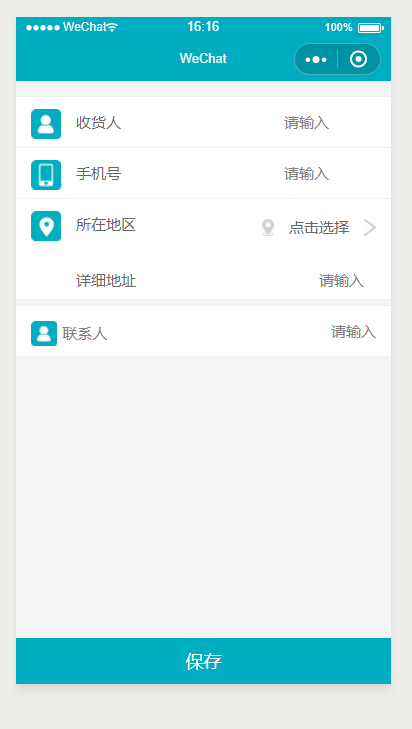 WeChat 16:16 100%
WeChat
收货人 请输入
手机号 请输入
所在地区 点击选择
详细地址 请输入
联系人 请输入
保存